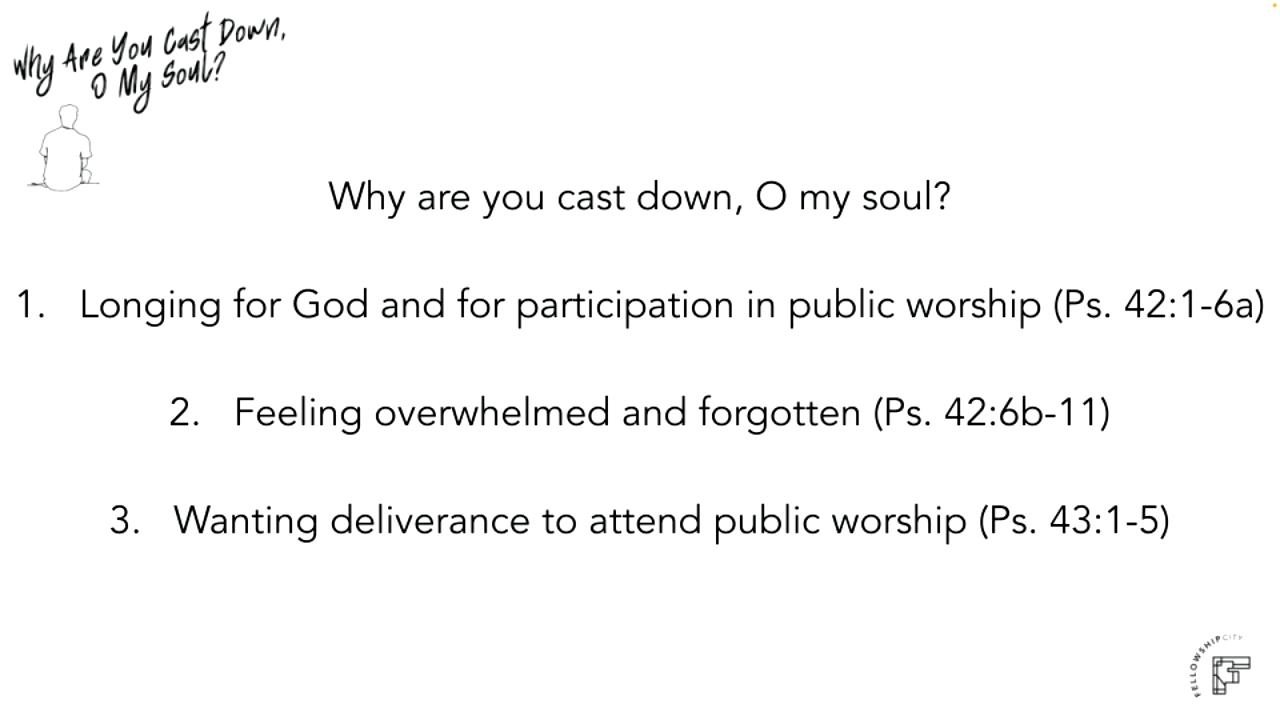 Why Are You Cast Down,
O My Soul?
Why are you cast down, O my soul?
1. Longing for God and for participation in public worship (Ps. 42:1-6a)
2. Feeling overwhelmed and forgotten (Ps. 42:6b-11)
3. Wanting deliverance to attend public worship (Ps. 43:1-5)
FELLOWSHIPCITY